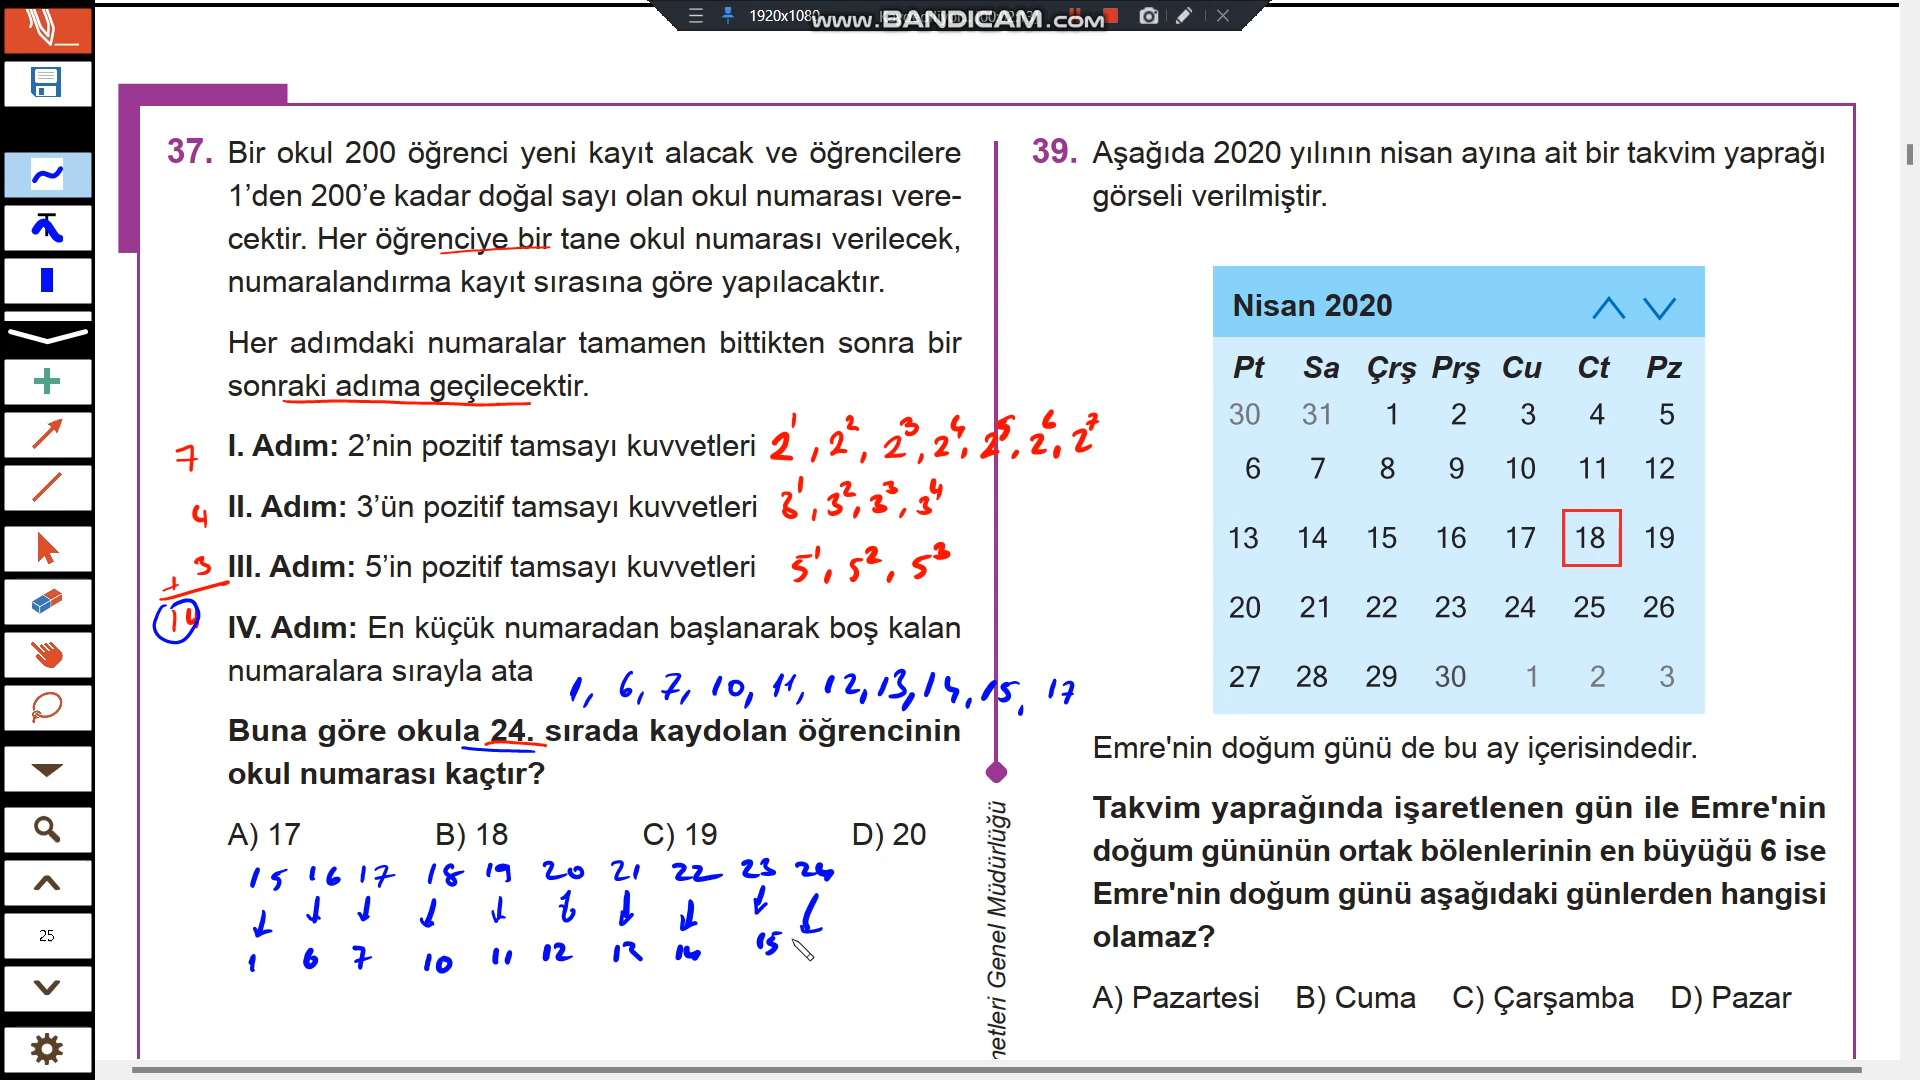 1920x1080
www.BANDICAM.com
37. Bir okul 200 öğrenci yeni kayıt alacak ve öğrencilere
1’den 200’e kadar doğal sayı olan okul numarası vere-
cektir. Her öğrenciye bir tane okul numarası verilecek,
numaralandırma kayıt sırasına göre yapılacaktır.
Her adımdaki numaralar tamamen bittikten sonra bir
sonraki adıma geçilecektir.
7 I. Adım: 2’nin pozitif tamsayı kuvvetleri 2¹, 2², 2³, 2⁴, 2⁵, 2⁶, 2⁷
4 II. Adım: 3’ün pozitif tamsayı kuvvetleri 3¹, 3², 3³, 3⁴
+ 3 III. Adım: 5’in pozitif tamsayı kuvvetleri 5¹, 5², 5³
14 IV. Adım: En küçük numaradan başlanarak boş kalan
numaralara sırayla ata
1, 6, 7, 10, 11, 12, 13, 14, 15, 17
Buna göre okula 24. sırada kaydolan öğrencinin
okul numarası kaçtır?
A) 17 B) 18 C) 19 D) 20
15 16 17 18 19 20 21 22 23 24
1 6 7 10 11 12 13 14 15
netleri Genel Müdürlüğü
39. Aşağıda 2020 yılının nisan ayına ait bir takvim yaprağı
görseli verilmiştir.
Nisan 2020
Pt Sa Çrş Prş Cu Ct Pz
30 31 1 2 3 4 5
6 7 8 9 10 11 12
13 14 15 16 17 18 19
20 21 22 23 24 25 26
27 28 29 30 1 2 3
Emre'nin doğum günü de bu ay içerisindedir.
Takvim yaprağında işaretlenen gün ile Emre'nin
doğum gününün ortak bölenlerinin en büyüğü 6 ise
Emre'nin doğum günü aşağıdaki günlerden hangisi
olamaz?
A) Pazartesi B) Cuma C) Çarşamba D) Pazar
25